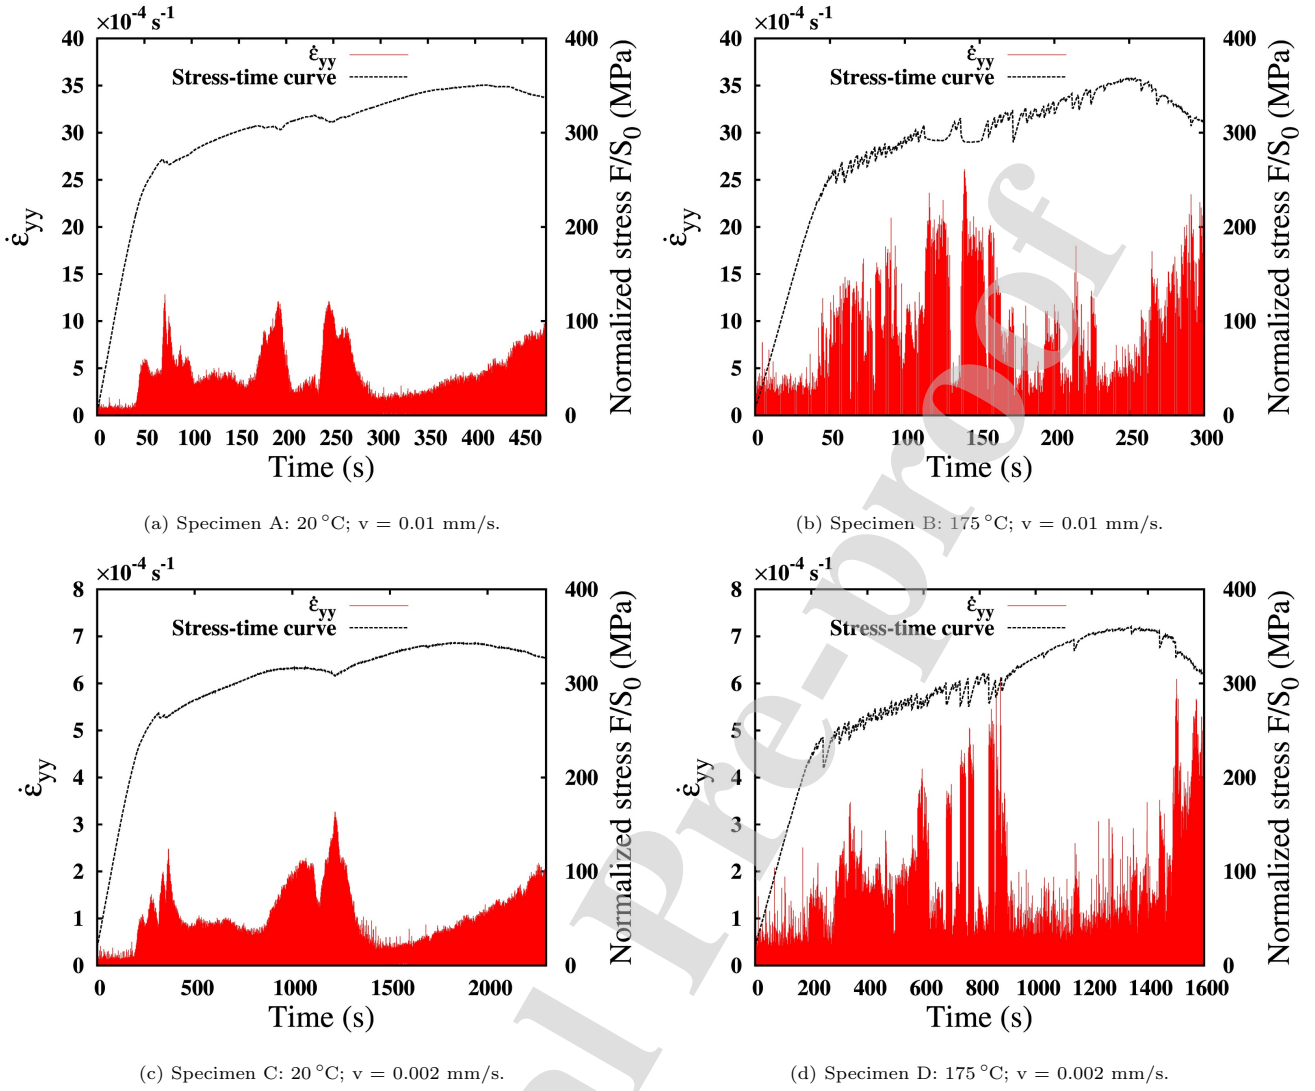 ×10⁻⁴ s⁻¹
ε̇yy
Stress-time curve
40
35
30
25
20
15
10
5
0
ε̇yy
400
300
200
100
0
Normalized stress F/S₀ (MPa)
0 50 100 150 200 250 300 350 400 450
Time (s)
(a) Specimen A: 20 °C; v = 0.01 mm/s.
×10⁻⁴ s⁻¹
ε̇yy
Stress-time curve
40
35
30
25
20
15
10
5
0
ε̇yy
400
300
200
100
0
Normalized stress F/S₀ (MPa)
0 50 100 150 200 250 300
Time (s)
(b) Specimen B: 175 °C; v = 0.01 mm/s.
×10⁻⁴ s⁻¹
ε̇yy
Stress-time curve
8
7
6
5
4
3
2
1
0
ε̇yy
400
300
200
100
0
Normalized stress F/S₀ (MPa)
0 500 1000 1500 2000
Time (s)
(c) Specimen C: 20 °C; v = 0.002 mm/s.
×10⁻⁴ s⁻¹
ε̇yy
Stress-time curve
8
7
6
5
4
3
2
1
0
ε̇yy
400
300
200
100
0
Normalized stress F/S₀ (MPa)
0 200 400 600 800 1000 1200 1400 1600
Time (s)
(d) Specimen D: 175 °C; v = 0.002 mm/s.
al Pre-proof